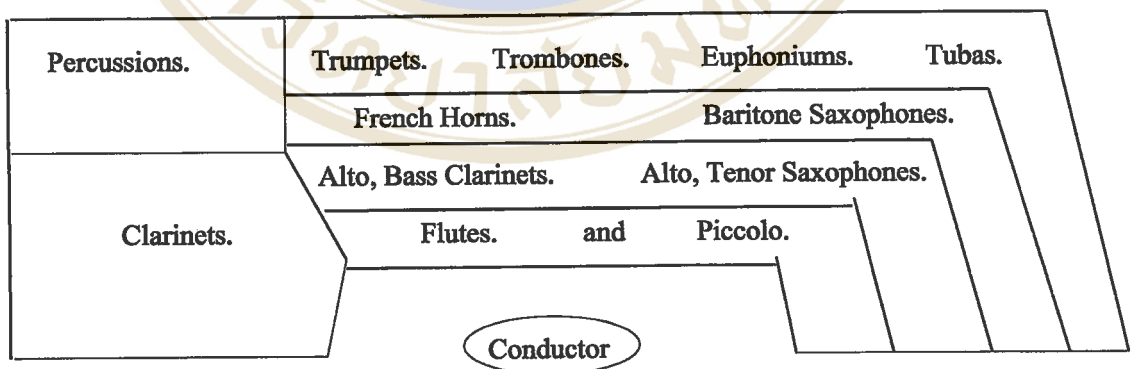 Percussions. Trumpets. Trombones. Euphoniums. Tubas.
French Horns. Baritone Saxophones.
Alto, Bass Clarinets. Alto, Tenor Saxophones.
Clarinets. Flutes. and Piccolo.
Conductor